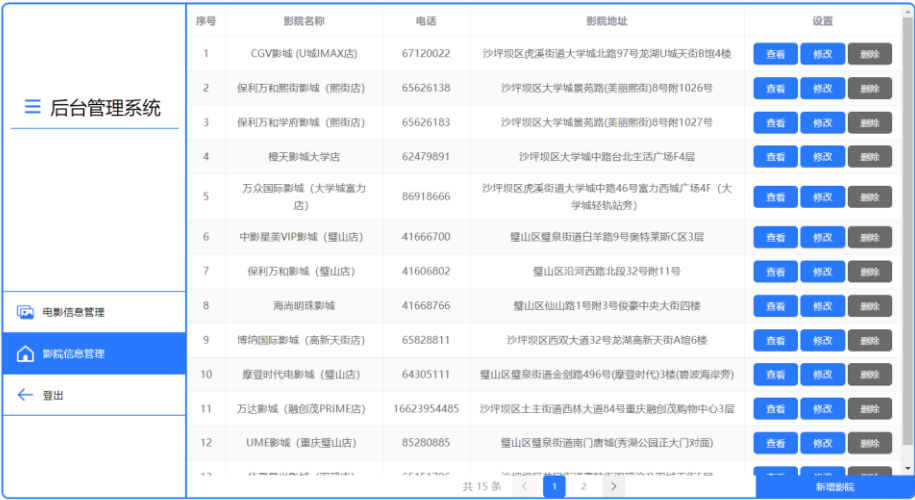 后台管理系统
电影信息管理
影院信息管理
登出
序号 影院名称 电话 影院地址 设置
1 CGV影城 (U城IMAX店) 67120022 沙坪坝区虎溪街道大学城北路97号龙湖U城天街B馆4楼 查看 修改 删除
2 保利万和熙街影城（熙街店） 65626138 沙坪坝区大学城景苑路(美丽熙街)8号附1026号 查看 修改 删除
3 保利万和学府影城（熙街店） 65626183 沙坪坝区大学城景苑路(美丽熙街)8号附1027号 查看 修改 删除
4 橙天影城大学店 62479891 沙坪坝区大学城中路台北生活广场F4层 查看 修改 删除
5 万众国际影城（大学城富力 86918666 沙坪坝区虎溪街道大学城中路46号富力西城广场4F（大 查看 修改 删除
店） 学城轻轨站旁）
6 中影星美VIP影城（璧山店） 41666700 璧山区璧泉街道白羊路9号奥特莱斯C区3层 查看 修改 删除
7 保利万和影城（璧山店） 41606802 璧山区沿河西路北段32号附11号 查看 修改 删除
8 海尚明珠影城 41668766 璧山区仙山路1号附3号俊豪中央大街四楼 查看 修改 删除
9 博纳国际影城（高新天街店） 65828811 沙坪坝区西双大道32号龙湖高新天街A馆6楼 查看 修改 删除
10 摩登时代电影城（璧山店） 64305111 璧山区璧泉街道金剑路496号(摩登时代)3楼(碧波海岸旁) 查看 修改 删除
11 万达影城（融创茂PRIME店） 16623954485 沙坪坝区土主街道西林大道84号重庆融创茂购物中心3层 查看 修改 删除
12 UME影城（重庆璧山店） 85280885 璧山区璧泉街道南门唐城(秀湖公园正大门对面) 查看 修改 删除
共 15 条 < 1 2 > 新增影院